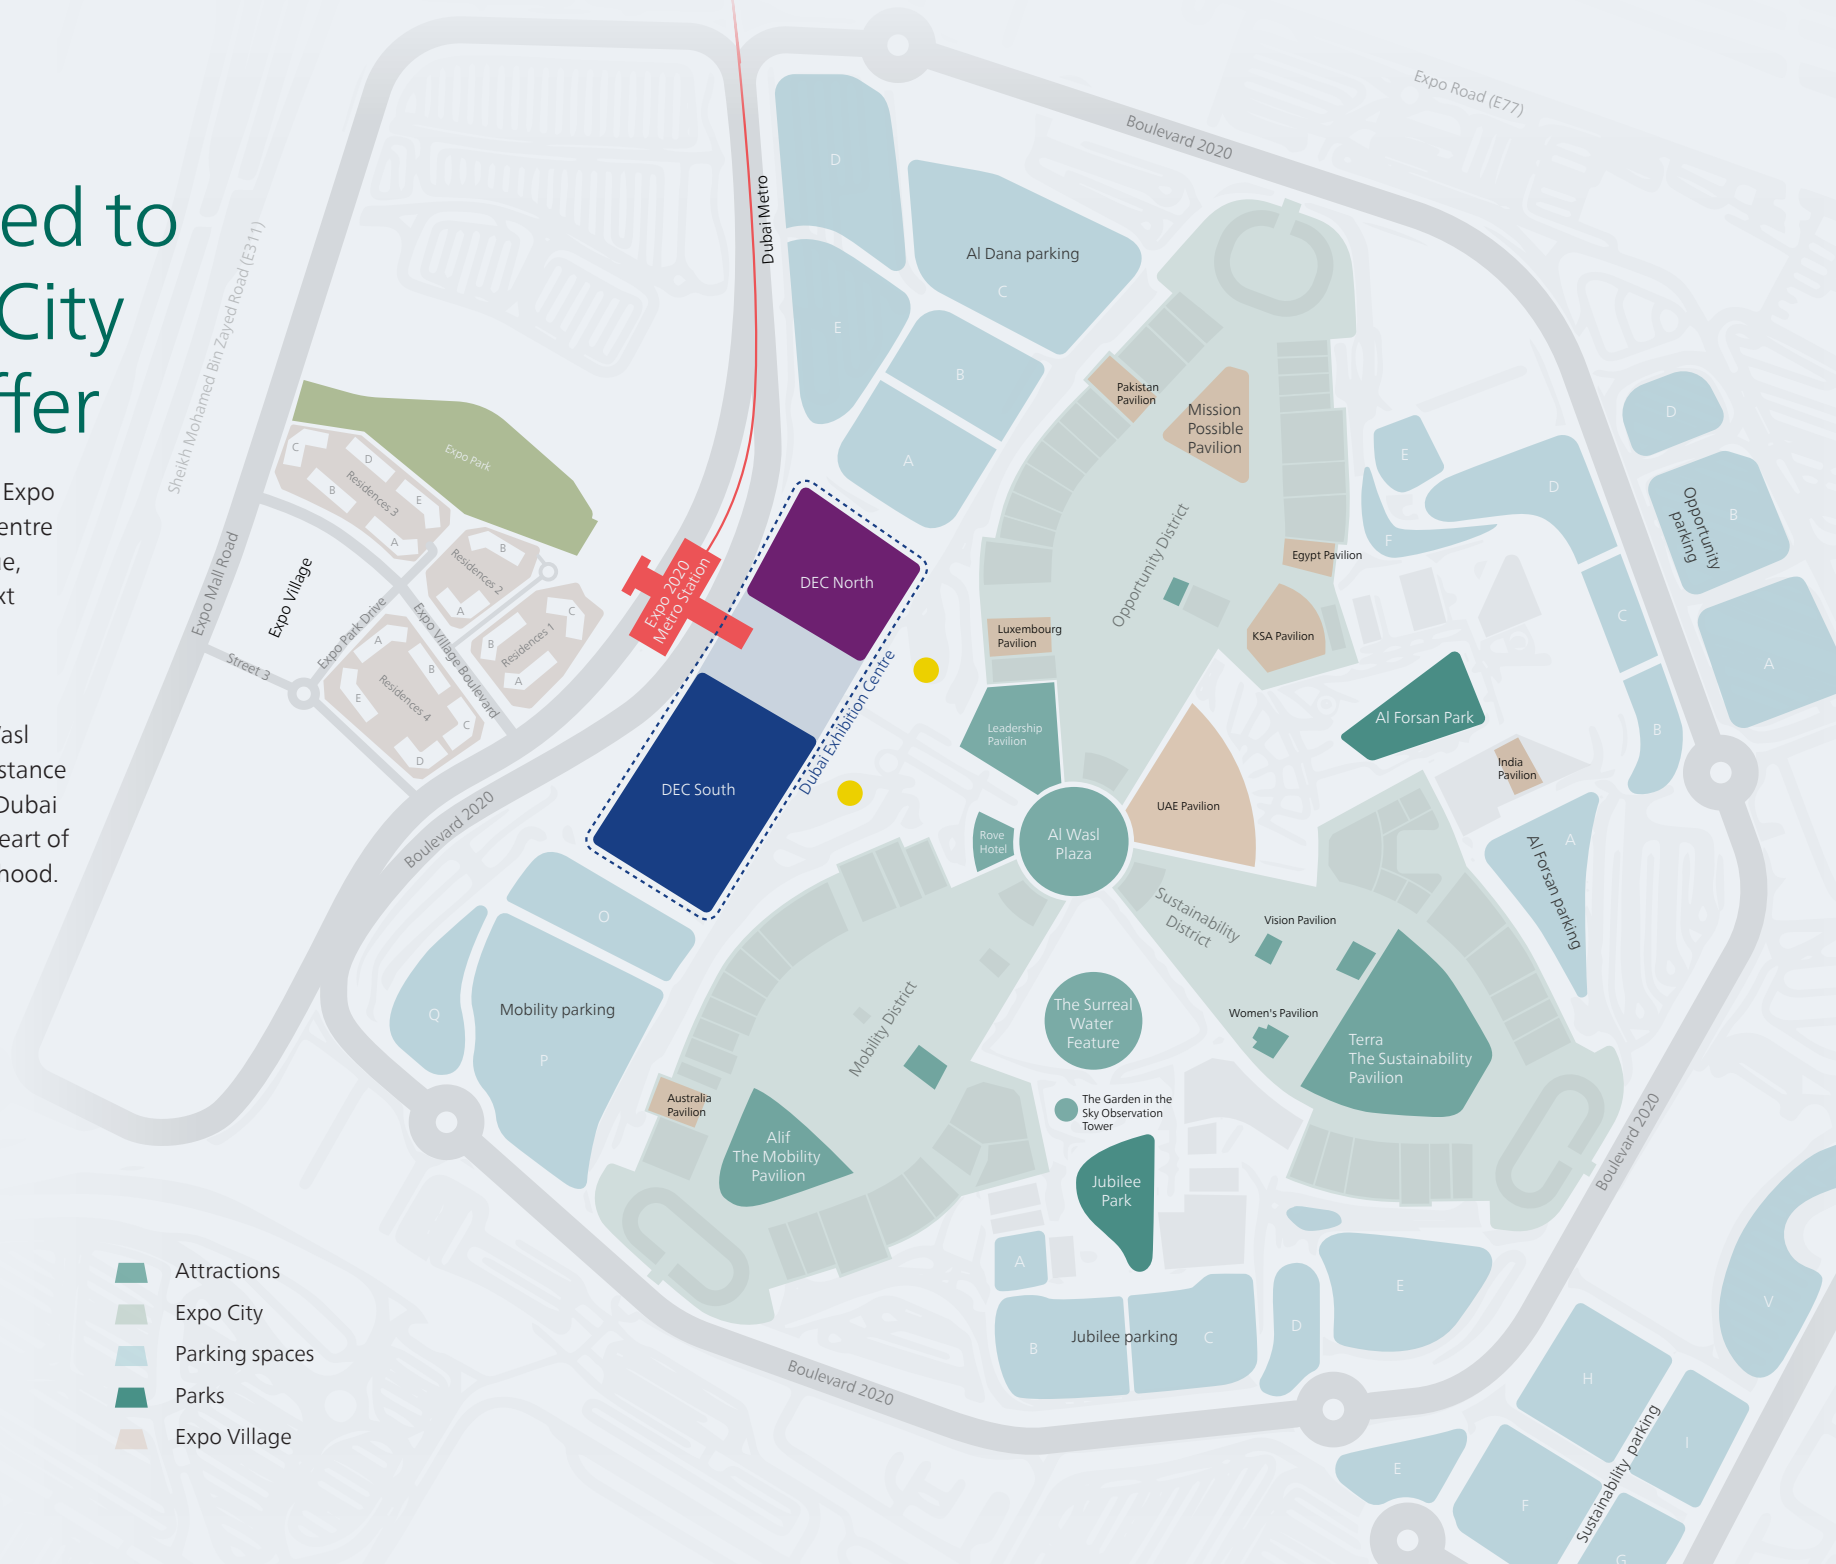 ed to
City
ffer
Expo
entre
e,
xt
Vasl
stance
Dubai
eart of
hood.
Expo Road (E77)
Boulevard 2020
Dubai Metro
Sheikh Mohamed Bin Zayed Road (E311)
D
Al Dana parking
C
E
B
A
Expo Park
C
D
B
E
A
Residences 3
B
A
Residences 2
C
B
A
Residences 1
A
B
E
C
D
Residences 4
Expo Mall Road
Expo Village
Expo Park Drive
Expo Village Boulevard
Street 3
Boulevard 2020
Expo 2020
Metro Station
DEC North
DEC South
Dubai Exhibition Centre
Pakistan
Pavilion
Mission
Possible
Pavilion
Opportunity District
Egypt Pavilion
KSA Pavilion
Luxembourg
Pavilion
Leadership
Pavilion
UAE Pavilion
Rove
Hotel
Al Wasl
Plaza
E
D
F
C
B
D
B
A
Opportunity
parking
Al Forsan Park
India
Pavilion
A
Al Forsan parking
Sustainability
District
Vision Pavilion
Women's Pavilion
Terra
The Sustainability
Pavilion
The Surreal
Water
Feature
The Garden in the
Sky Observation
Tower
Jubilee
Park
Mobility District
Australia
Pavilion
Alif
The Mobility
Pavilion
O
Q
Mobility parking
P
A
B
Jubilee parking
C
D
E
Boulevard 2020
Boulevard 2020
V
H
I
E
F
G
Sustainability parking
Attractions
Expo City
Parking spaces
Parks
Expo Village